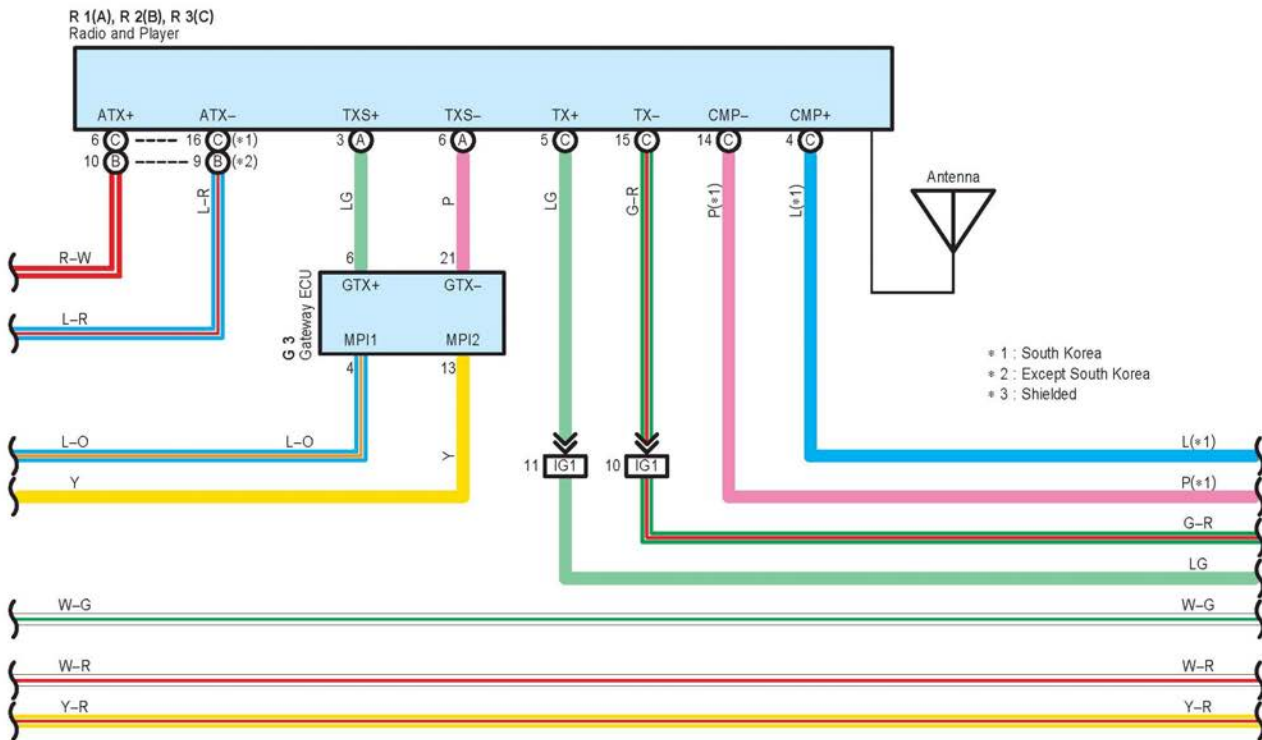 R 1(A), R 2(B), R 3(C)
Radio and Player
ATX+ ATX– TXS+ TXS– TX+ TX– CMP– CMP+
6 C 16 C (*1) 3 A 6 A 5 C 15 C 14 C 4 C
10 B 9 B (*2)
L–R LG P LG G–R P(*1) L(*1)
Antenna
R–W
L–R
6 21
GTX+ GTX–
G 3
Gateway ECU
MPI1 MPI2
4 13
* 1 : South Korea
* 2 : Except South Korea
* 3 : Shielded
L–O L–O Y L(*1)
11 IG1 10 IG1
Y P(*1)
G–R
LG
W–G W–G
W–R W–R
Y–R Y–R